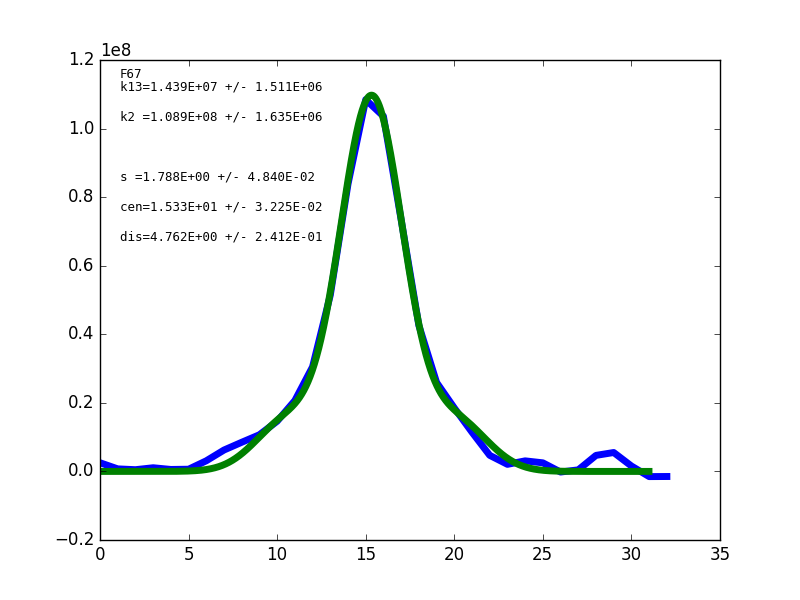 1e8
F67
k13=1.439E+07 +/- 1.511E+06
k2 =1.089E+08 +/- 1.635E+06
s =1.788E+00 +/- 4.840E-02
cen=1.533E+01 +/- 3.225E-02
dis=4.762E+00 +/- 2.412E-01
1.2
1.0
0.8
0.6
0.4
0.2
0.0
−0.2
0 5 10 15 20 25 30 35